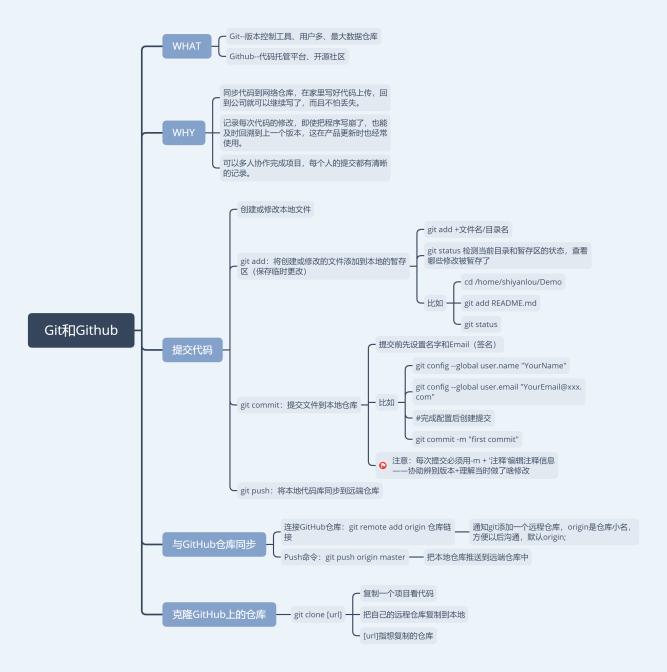 Git和Github
WHAT
Git--版本控制工具、用户多、最大数据仓库
Github--代码托管平台、开源社区
WHY
同步代码到网络仓库，在家里写好代码上传，回
到公司就可以继续写了，而且不怕丢失。
记录每次代码的修改，即使把程序写崩了，也能
及时回溯到上一个版本，这在产品更新时也经常
使用。
可以多人协作完成项目，每个人的提交都有清晰
的记录。
提交代码
创建或修改本地文件
git add：将创建或修改的文件添加到本地的暂存
区（保存临时更改）
git add +文件名/目录名
git status 检测当前目录和暂存区的状态，查看
哪些修改被暂存了
比如
cd /home/shiyanlou/Demo
git add README.md
git status
git commit：提交文件到本地仓库
提交前先设置名字和Email（签名）
比如
git config --global user.name "YourName"
git config --global user.email "YourEmail@xxx.
com"
#完成配置后创建提交
git commit -m "first commit"
注意：每次提交必须用-m + '注释'编辑注释信息
——协助辨别版本+理解当时做了啥修改
git push：将本地代码库同步到远端仓库
与GitHub仓库同步
连接GitHub仓库：git remote add origin 仓库链
接
通知git添加一个远程仓库，origin是仓库小名，
方便以后沟通，默认origin;
Push命令：git push origin master
把本地仓库推送到远端仓库中
克隆GitHub上的仓库
git clone [url]
复制一个项目看代码
把自己的远程仓库复制到本地
[url]指想复制的仓库